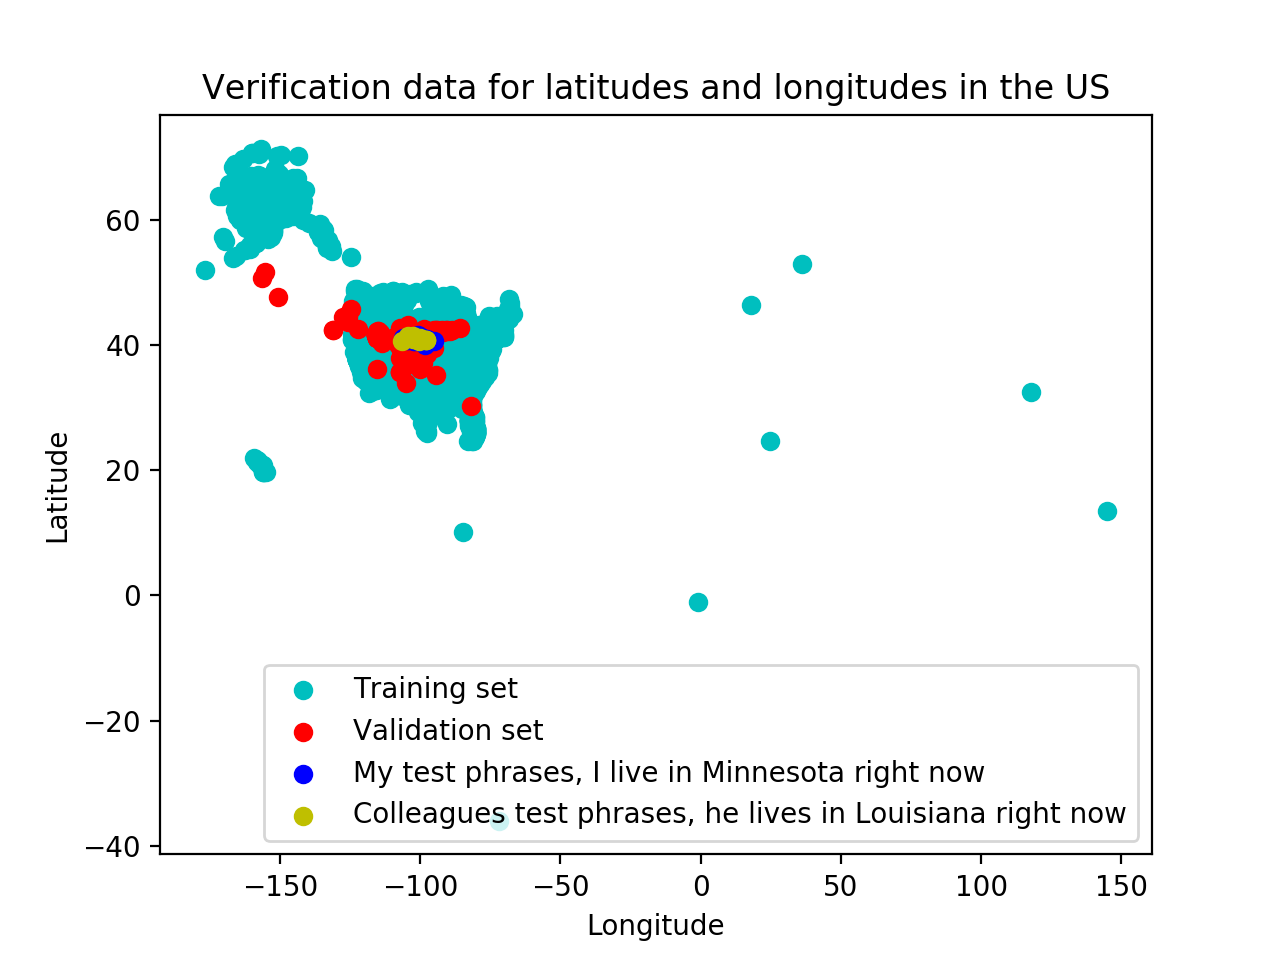 Verification data for latitudes and longitudes in the US
60
40
20
0
−20
−40
Latitude
Training set
Validation set
My test phrases, I live in Minnesota right now
Colleagues test phrases, he lives in Louisiana right now
−150
−100
−50
0
50
100
150
Longitude